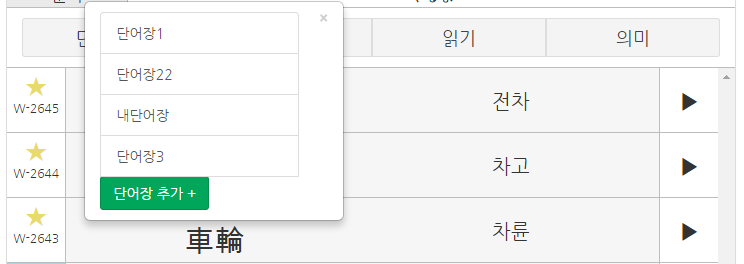 단어장1
×
단어장22
내단어장
단어장3
단어장 추가 +
읽기
의미
W-2645
전차
▶
W-2644
차고
▶
W-2643
車輪
차륜
▶